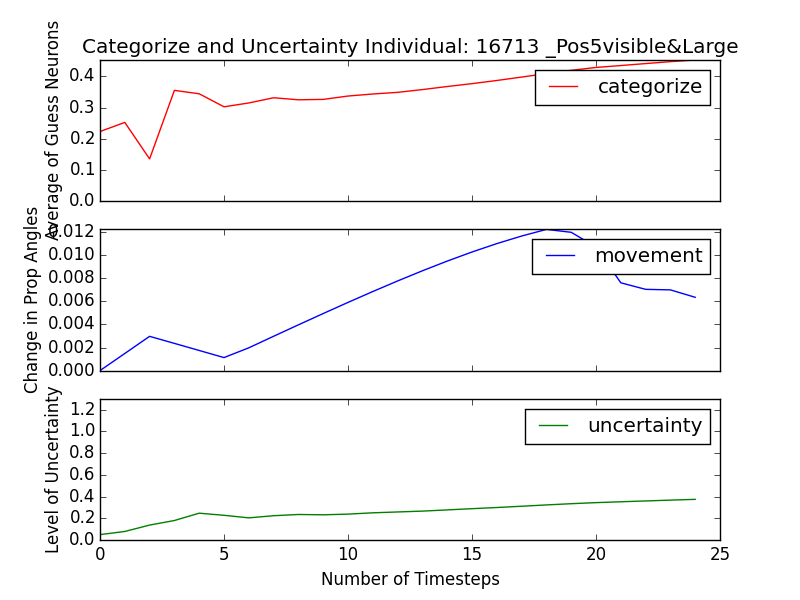 Categorize and Uncertainty Individual: 16713 _Pos5visible&Large
Average of Guess Neurons
0.4
0.3
0.2
0.1
0.0
categorize
Change in Prop Angles
0.012
0.010
0.008
0.006
0.004
0.002
0.000
movement
Level of Uncertainty
1.2
1.0
0.8
0.6
0.4
0.2
0.0
uncertainty
0 5 10 15 20 25
Number of Timesteps